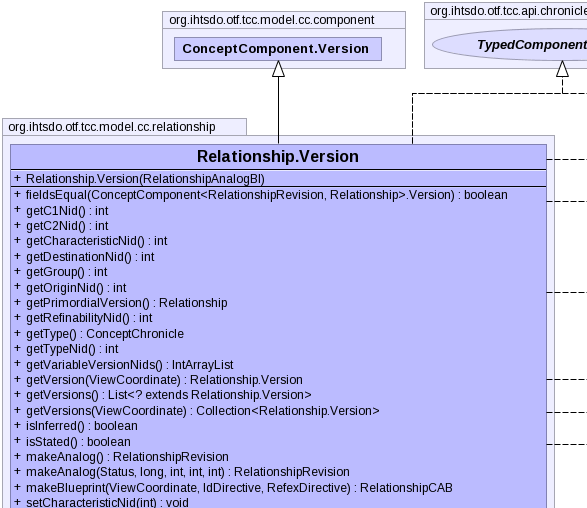 org.ihtsdo.otf.tcc.model.cc.component
ConceptComponent.Version
org.ihtsdo.otf.tcc.api.chronicle
TypedComponent
org.ihtsdo.otf.tcc.model.cc.relationship
Relationship.Version
+ Relationship.Version(RelationshipAnalogBI)
+ fieldsEqual(ConceptComponent<RelationshipRevision, Relationship>.Version) : boolean
+ getC1Nid() : int
+ getC2Nid() : int
+ getCharacteristicNid() : int
+ getDestinationNid() : int
+ getGroup() : int
+ getOriginNid() : int
+ getPrimordialVersion() : Relationship
+ getRefinabilityNid() : int
+ getType() : ConceptChronicle
+ getTypeNid() : int
+ getVariableVersionNids() : IntArrayList
+ getVersion(ViewCoordinate) : Relationship.Version
+ getVersions() : List<? extends Relationship.Version>
+ getVersions(ViewCoordinate) : Collection<Relationship.Version>
+ isInferred() : boolean
+ isStated() : boolean
+ makeAnalog() : RelationshipRevision
+ makeAnalog(Status, long, int, int, int) : RelationshipRevision
+ makeBlueprint(ViewCoordinate, IdDirective, RefexDirective) : RelationshipCAB
+ setCharacteristicNid(int) : void